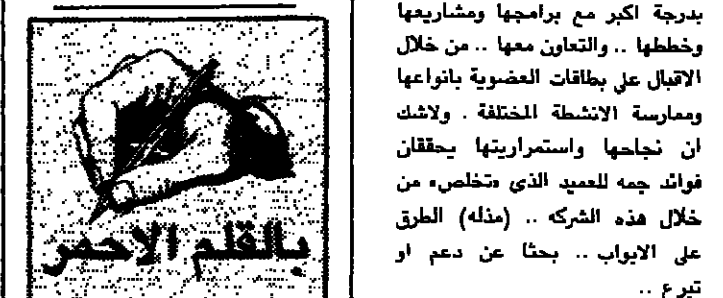 بدرجة اكبر مع برامجها ومشاريعها
وخططها .. والتعاون معها .. من خلال
الاقبال على بطاقات العضوية بانواعها
وممارسة الانشطة المختلفة . ولاشك
ان نجاحها واستمراريتها يحققان
فوائد جمه للعميد الذي «تخلص» من
خلال هذه الشركه .. (مذله) الطرق
على الابواب .. بحثا عن دعم او
تبرع ..
بالقلم الاحمر